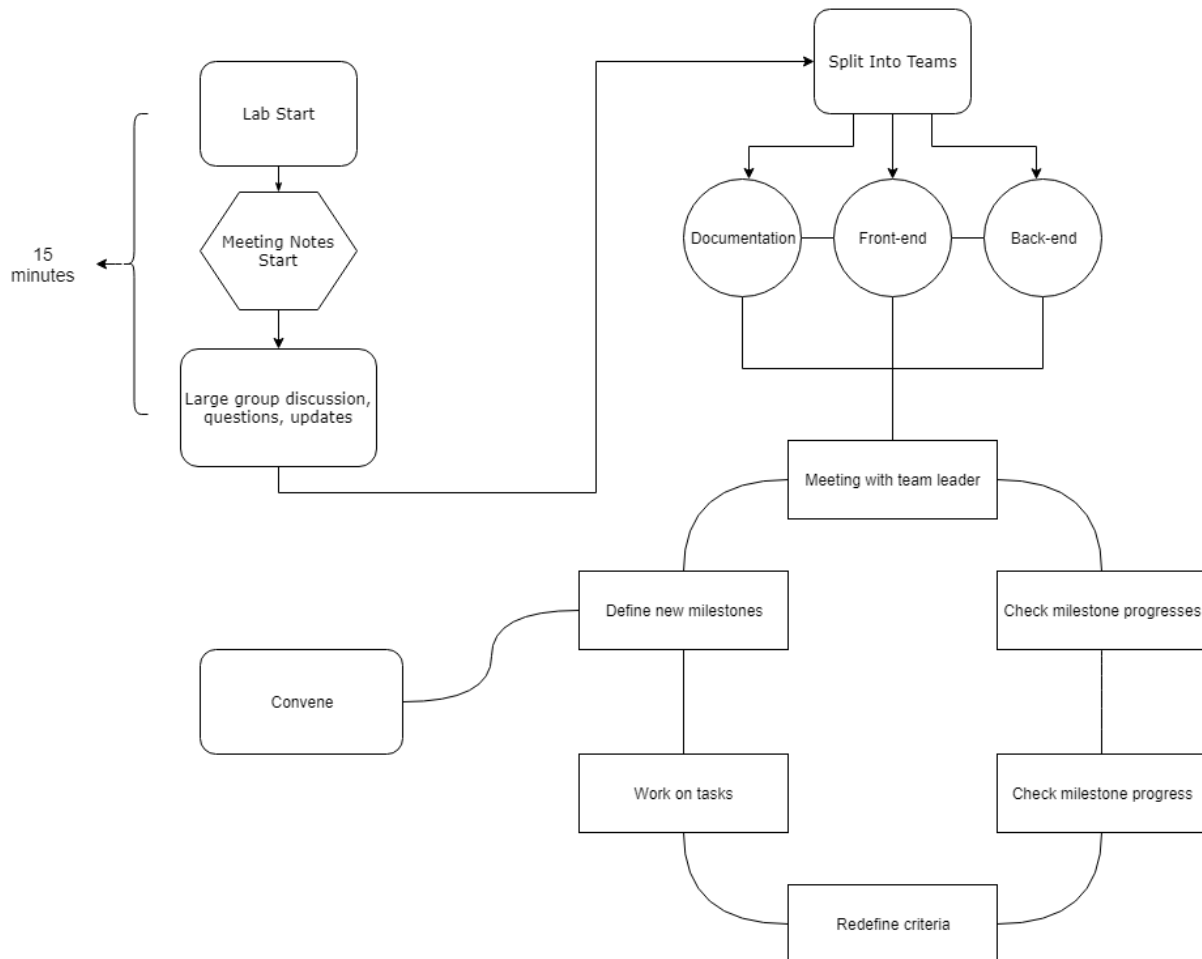 Lab Start
Meeting Notes
Start
15
minutes
Large group discussion,
questions, updates
Split Into Teams
Documentation
Front-end
Back-end
Meeting with team leader
Define new milestones
Check milestone progresses
Convene
Work on tasks
Check milestone progress
Redefine criteria